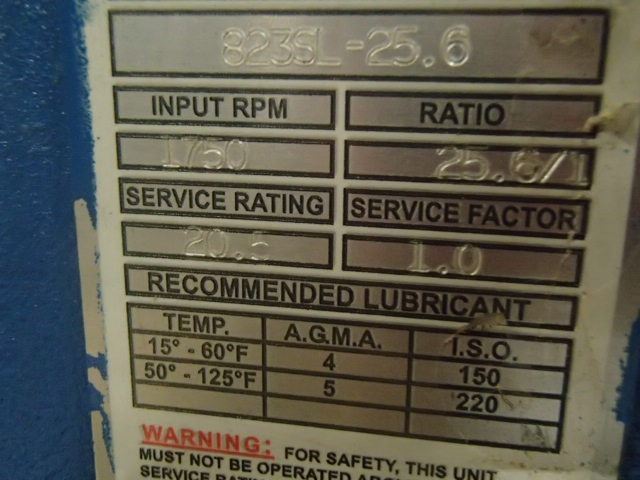 823SL-25.6
INPUT RPM RATIO
1750 25.6/1
SERVICE RATING SERVICE FACTOR
20.5 1.0
RECOMMENDED LUBRICANT
TEMP. A.G.M.A. I.S.O.
15° - 60°F 4 150
50° - 125°F 5 220
WARNING: FOR SAFETY, THIS UNIT
MUST NOT BE OPERATED
SERVICE